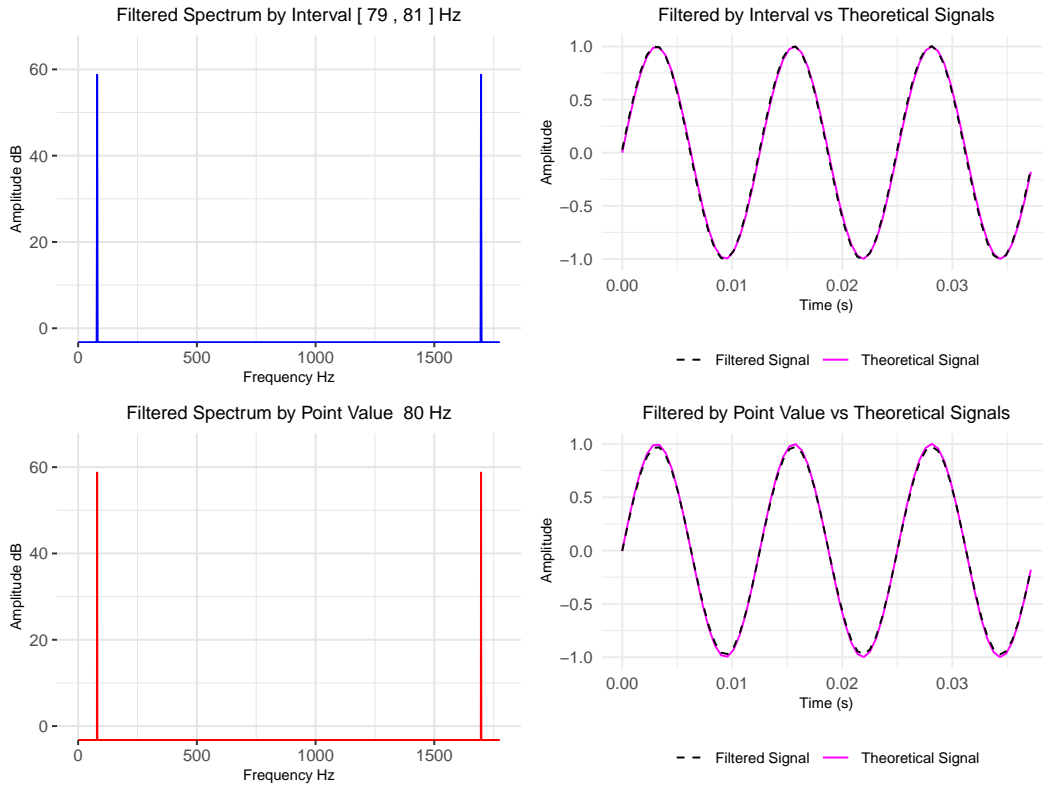 Filtered Spectrum by Interval [ 79 , 81 ] Hz
Amplitude dB
60
40
20
0
0 500 1000 1500
Frequency Hz
Filtered by Interval vs Theoretical Signals
Amplitude
1.0
0.5
0.0
−0.5
−1.0
0.00 0.01 0.02 0.03
Time (s)
Filtered Signal Theoretical Signal
Filtered Spectrum by Point Value  80 Hz
Amplitude dB
60
40
20
0
0 500 1000 1500
Frequency Hz
Filtered by Point Value vs Theoretical Signals
Amplitude
1.0
0.5
0.0
−0.5
−1.0
0.00 0.01 0.02 0.03
Time (s)
Filtered Signal Theoretical Signal